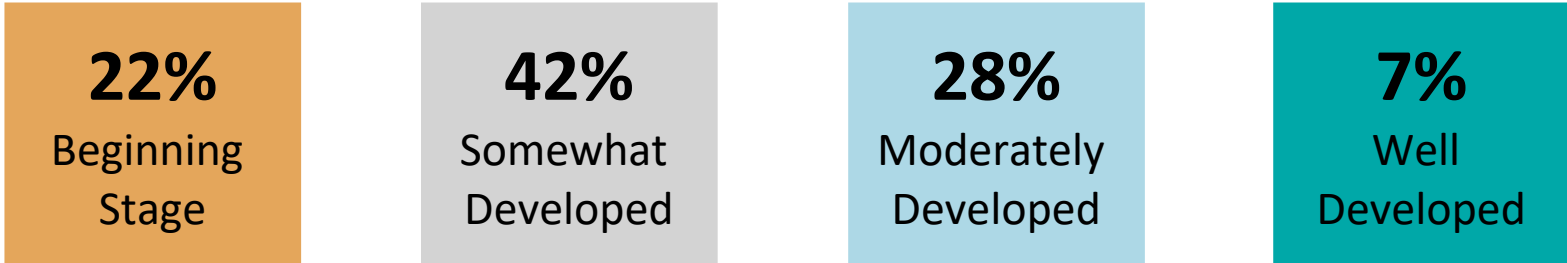 22%
Beginning
Stage
42%
Somewhat
Developed
28%
Moderately
Developed
7%
Well
Developed